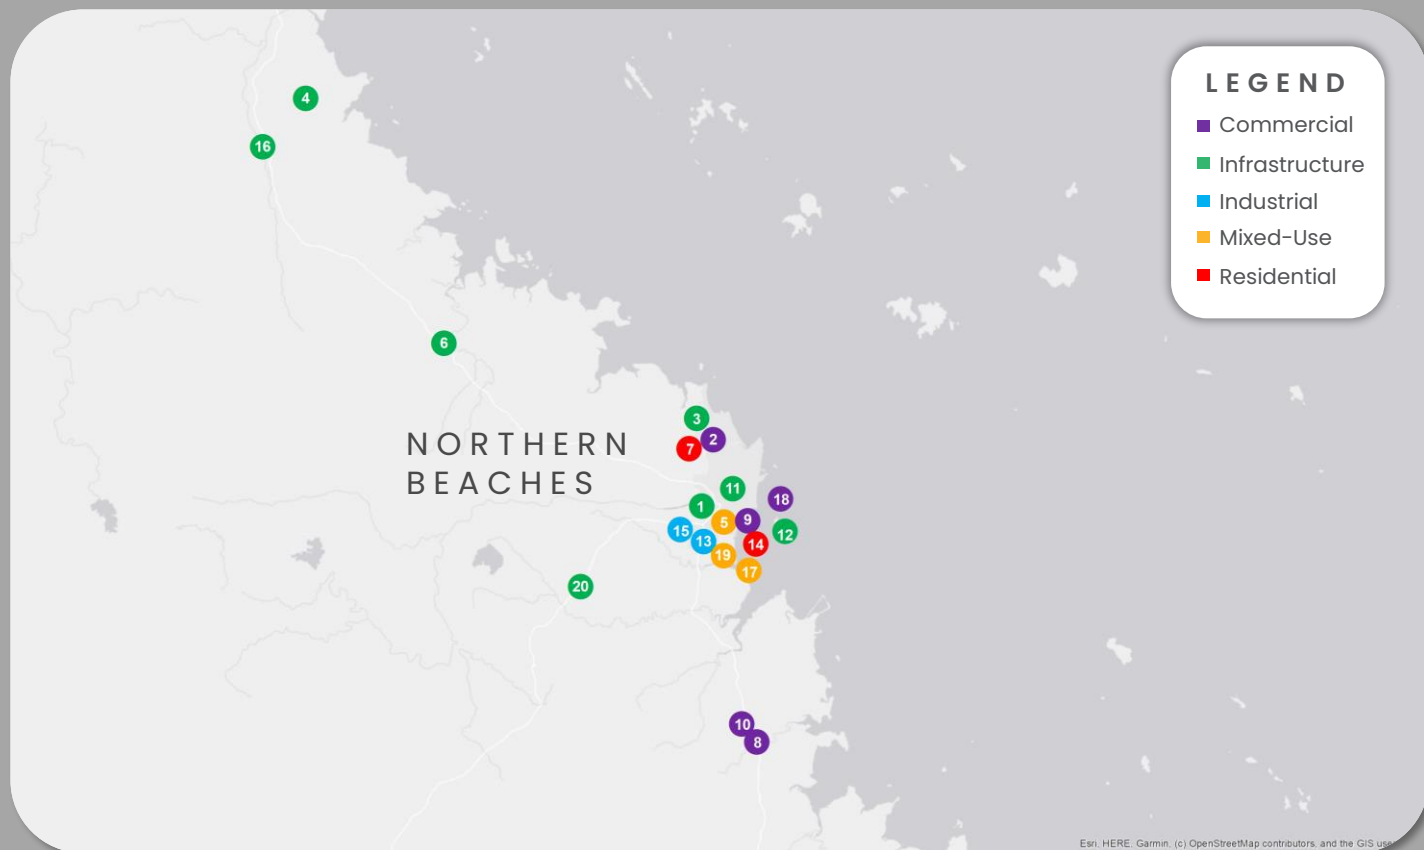 LEGEND
Commercial
Infrastructure
Industrial
Mixed-Use
Residential
4
16
6
NORTHERN
BEACHES
3
2
7
11
18
1
5
9
12
15
13
14
19
17
20
10
8
Esri, HERE, Garmin, (c) OpenStreetMap contributors, and the GIS use